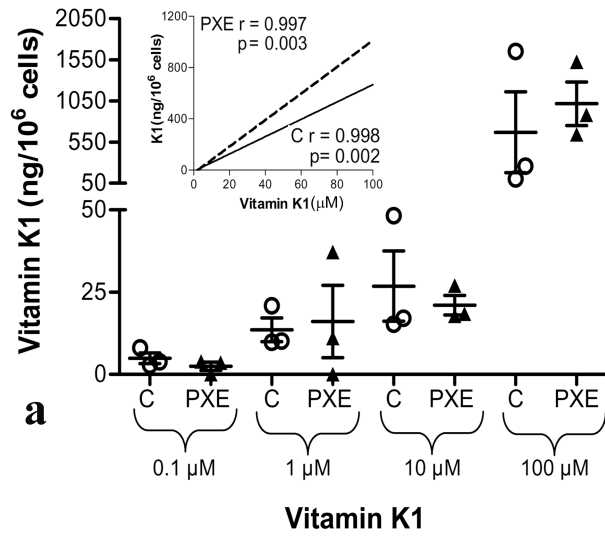 Vitamin K1 (ng/10⁶ cells)
2050
1550
1050
550
50
50
25
0
K1(ng/10⁶ cells)
1200
800
400
0
PXE r = 0.997
p= 0.003
C r = 0.998
p= 0.002
0 20 40 60 80 100
Vitamin K1(µM)
C PXE C PXE C PXE C PXE
0.1 µM 1 µM 10 µM 100 µM
a
Vitamin K1